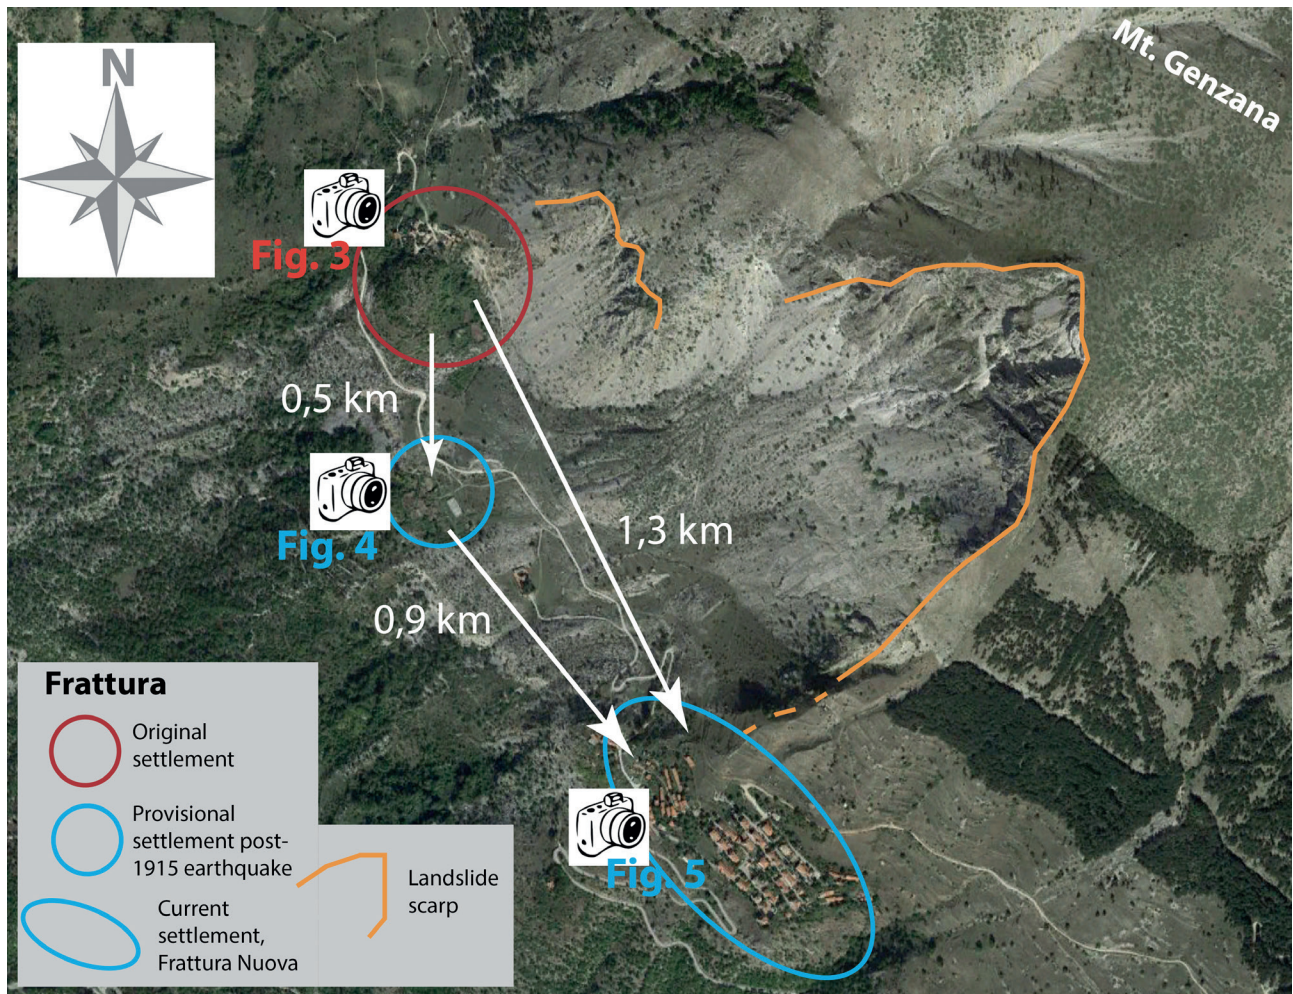 Mt. Genzana
N
Fig. 3
0,5 km
Fig. 4
1,3 km
0,9 km
Fig. 5
Frattura
Original
settlement
Provisional
settlement post-
1915 earthquake
Current
settlement,
Frattura Nuova
Landslide
scarp